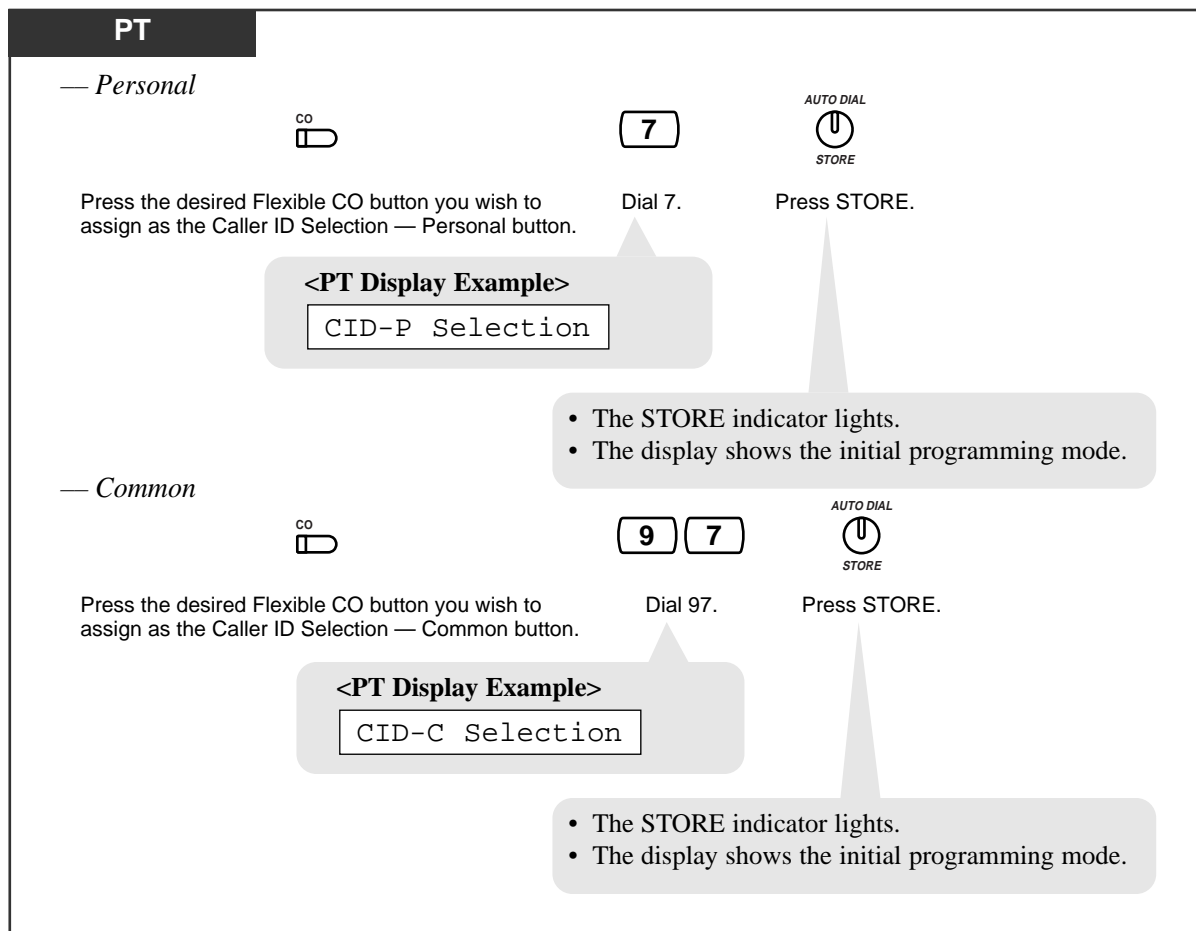 PT
— Personal
CO
7
AUTO DIAL
STORE
Press the desired Flexible CO button you wish to
assign as the Caller ID Selection — Personal button.
Dial 7.
Press STORE.
<PT Display Example>
CID-P Selection
• The STORE indicator lights.
• The display shows the initial programming mode.
— Common
CO
9 7
AUTO DIAL
STORE
Press the desired Flexible CO button you wish to
assign as the Caller ID Selection — Common button.
Dial 97.
Press STORE.
<PT Display Example>
CID-C Selection
• The STORE indicator lights.
• The display shows the initial programming mode.